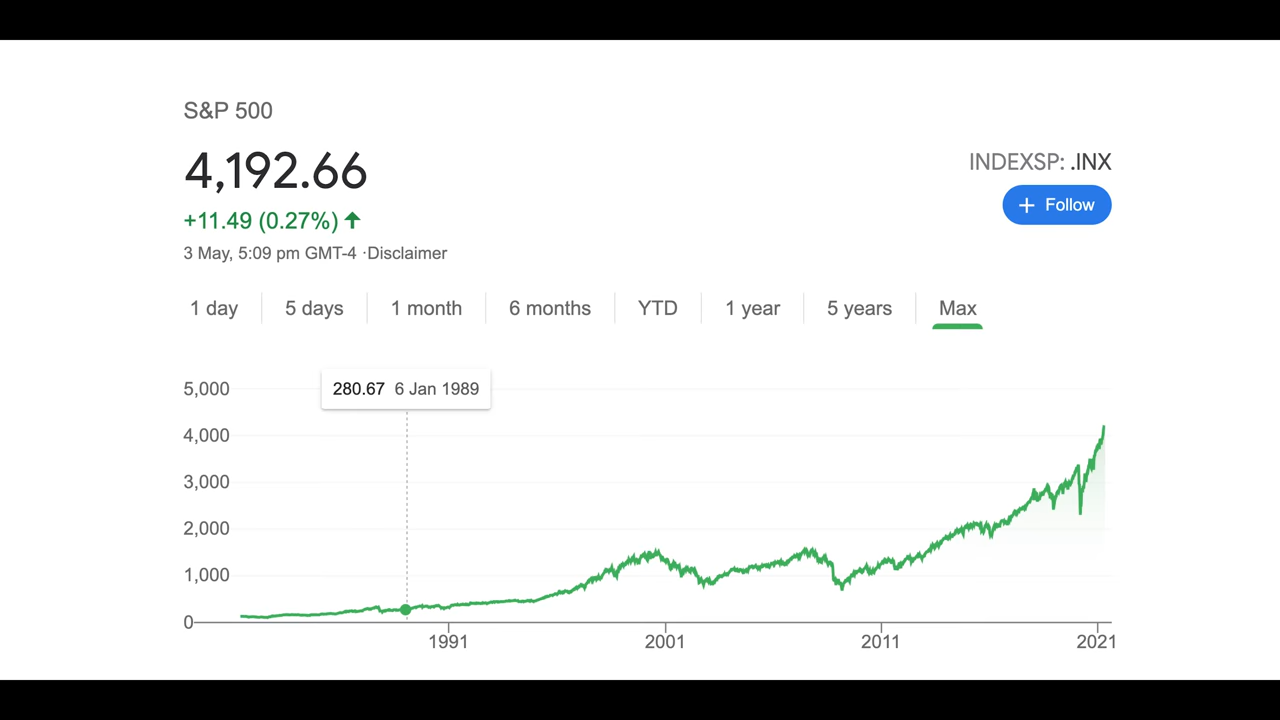 S&P 500
4,192.66
INDEXSP: .INX
+11.49 (0.27%) ↑
+ Follow
3 May, 5:09 pm GMT-4 ·Disclaimer
1 day 5 days 1 month 6 months YTD 1 year 5 years Max
280.67 6 Jan 1989
5,000
4,000
3,000
2,000
1,000
0
1991 2001 2011 2021